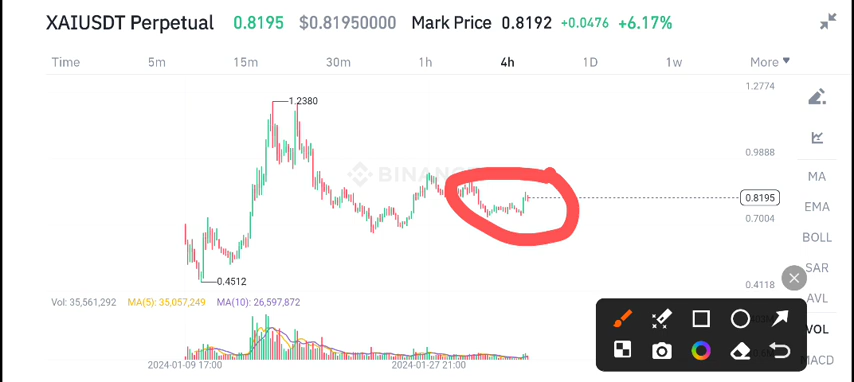 XAIUSDT Perpetual 0.8195 $0.81950000 Mark Price 0.8192 +0.0476 +6.17%
Time 5m 15m 30m 1h 4h 1D 1w More
1.2774
1.2380
0.9888
BINANCE
MA
0.8195
EMA
0.7004
BOLL
SAR
0.4512
0.4118
AVL
Vol: 35,561,292 MA(5): 35,057,249 MA(10): 26,597,872
VOL
MACD
2024-01-09 17:00 2024-01-27 21:00